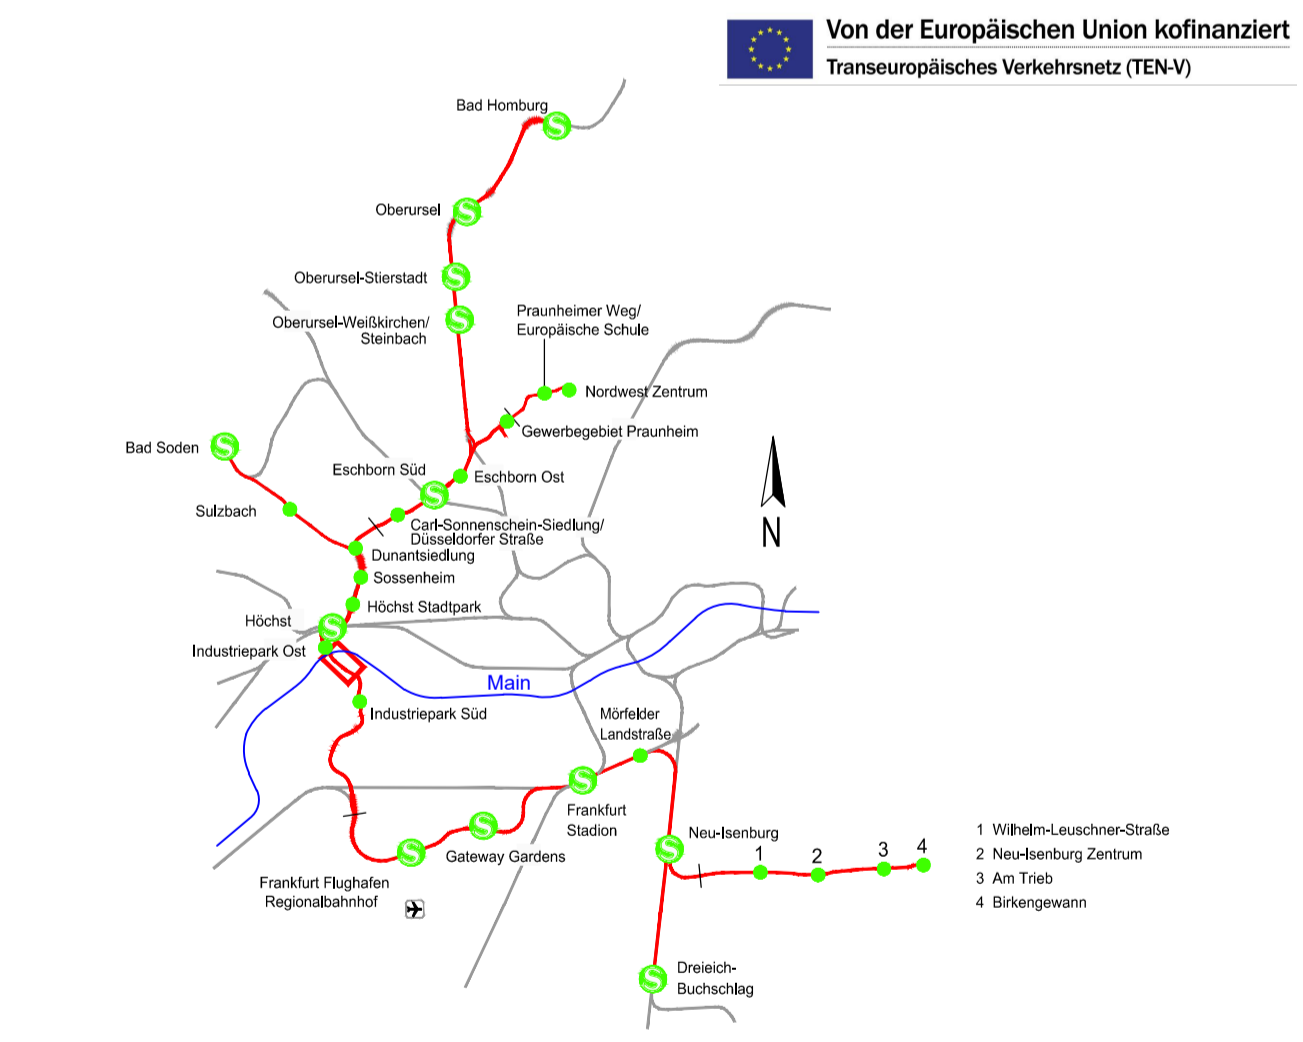 Von der Europäischen Union kofinanziert
Transeuropäisches Verkehrsnetz (TEN-V)
Bad Homburg
Oberursel
Oberursel-Stierstadt
Oberursel-Weißkirchen/
Steinbach
Praunheimer Weg/
Europäische Schule
Nordwest Zentrum
Gewerbegebiet Praunheim
Bad Soden
Eschborn Süd
Eschborn Ost
Sulzbach
Carl-Sonnenschein-Siedlung/
Düsseldorfer Straße
Dunantsiedlung
Sossenheim
Höchst Stadtpark
Höchst
Industriepark Ost
N
Main
Industriepark Süd
Mörfelder
Landstraße
Frankfurt
Stadion
Gateway Gardens
Frankfurt Flughafen
Regionalbahnhof
Neu-Isenburg
1
2
3
4
1 Wilhelm-Leuschner-Straße
2 Neu-Isenburg Zentrum
3 Am Trieb
4 Birkengewann
Dreieich-
Buchschlag
S
S
S
S
S
S
S
S
S
S
S
S